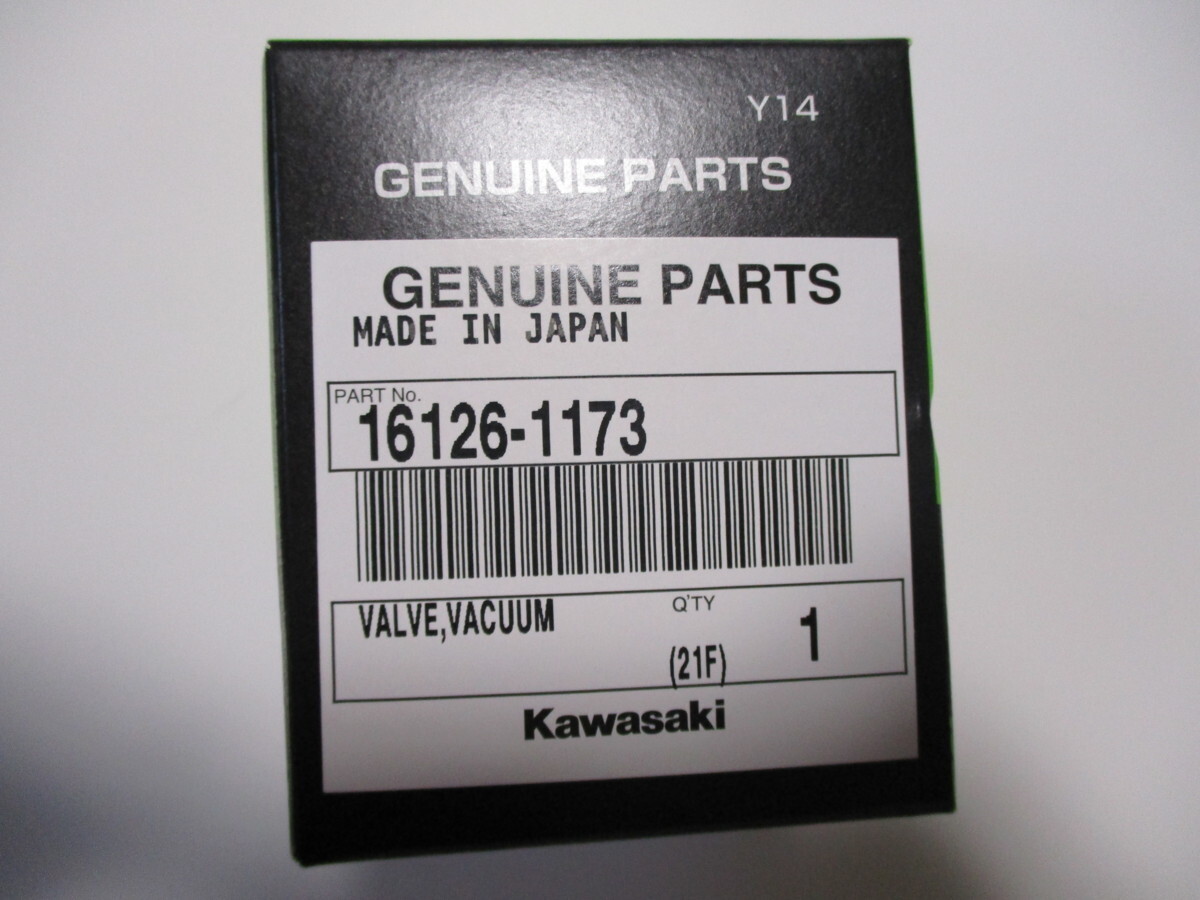 Y14
GENUINE PARTS
GENUINE PARTS
MADE IN JAPAN
PART No.
16126-1173
VALVE,VACUUM
Q'TY
1
(21F)
Kawasaki